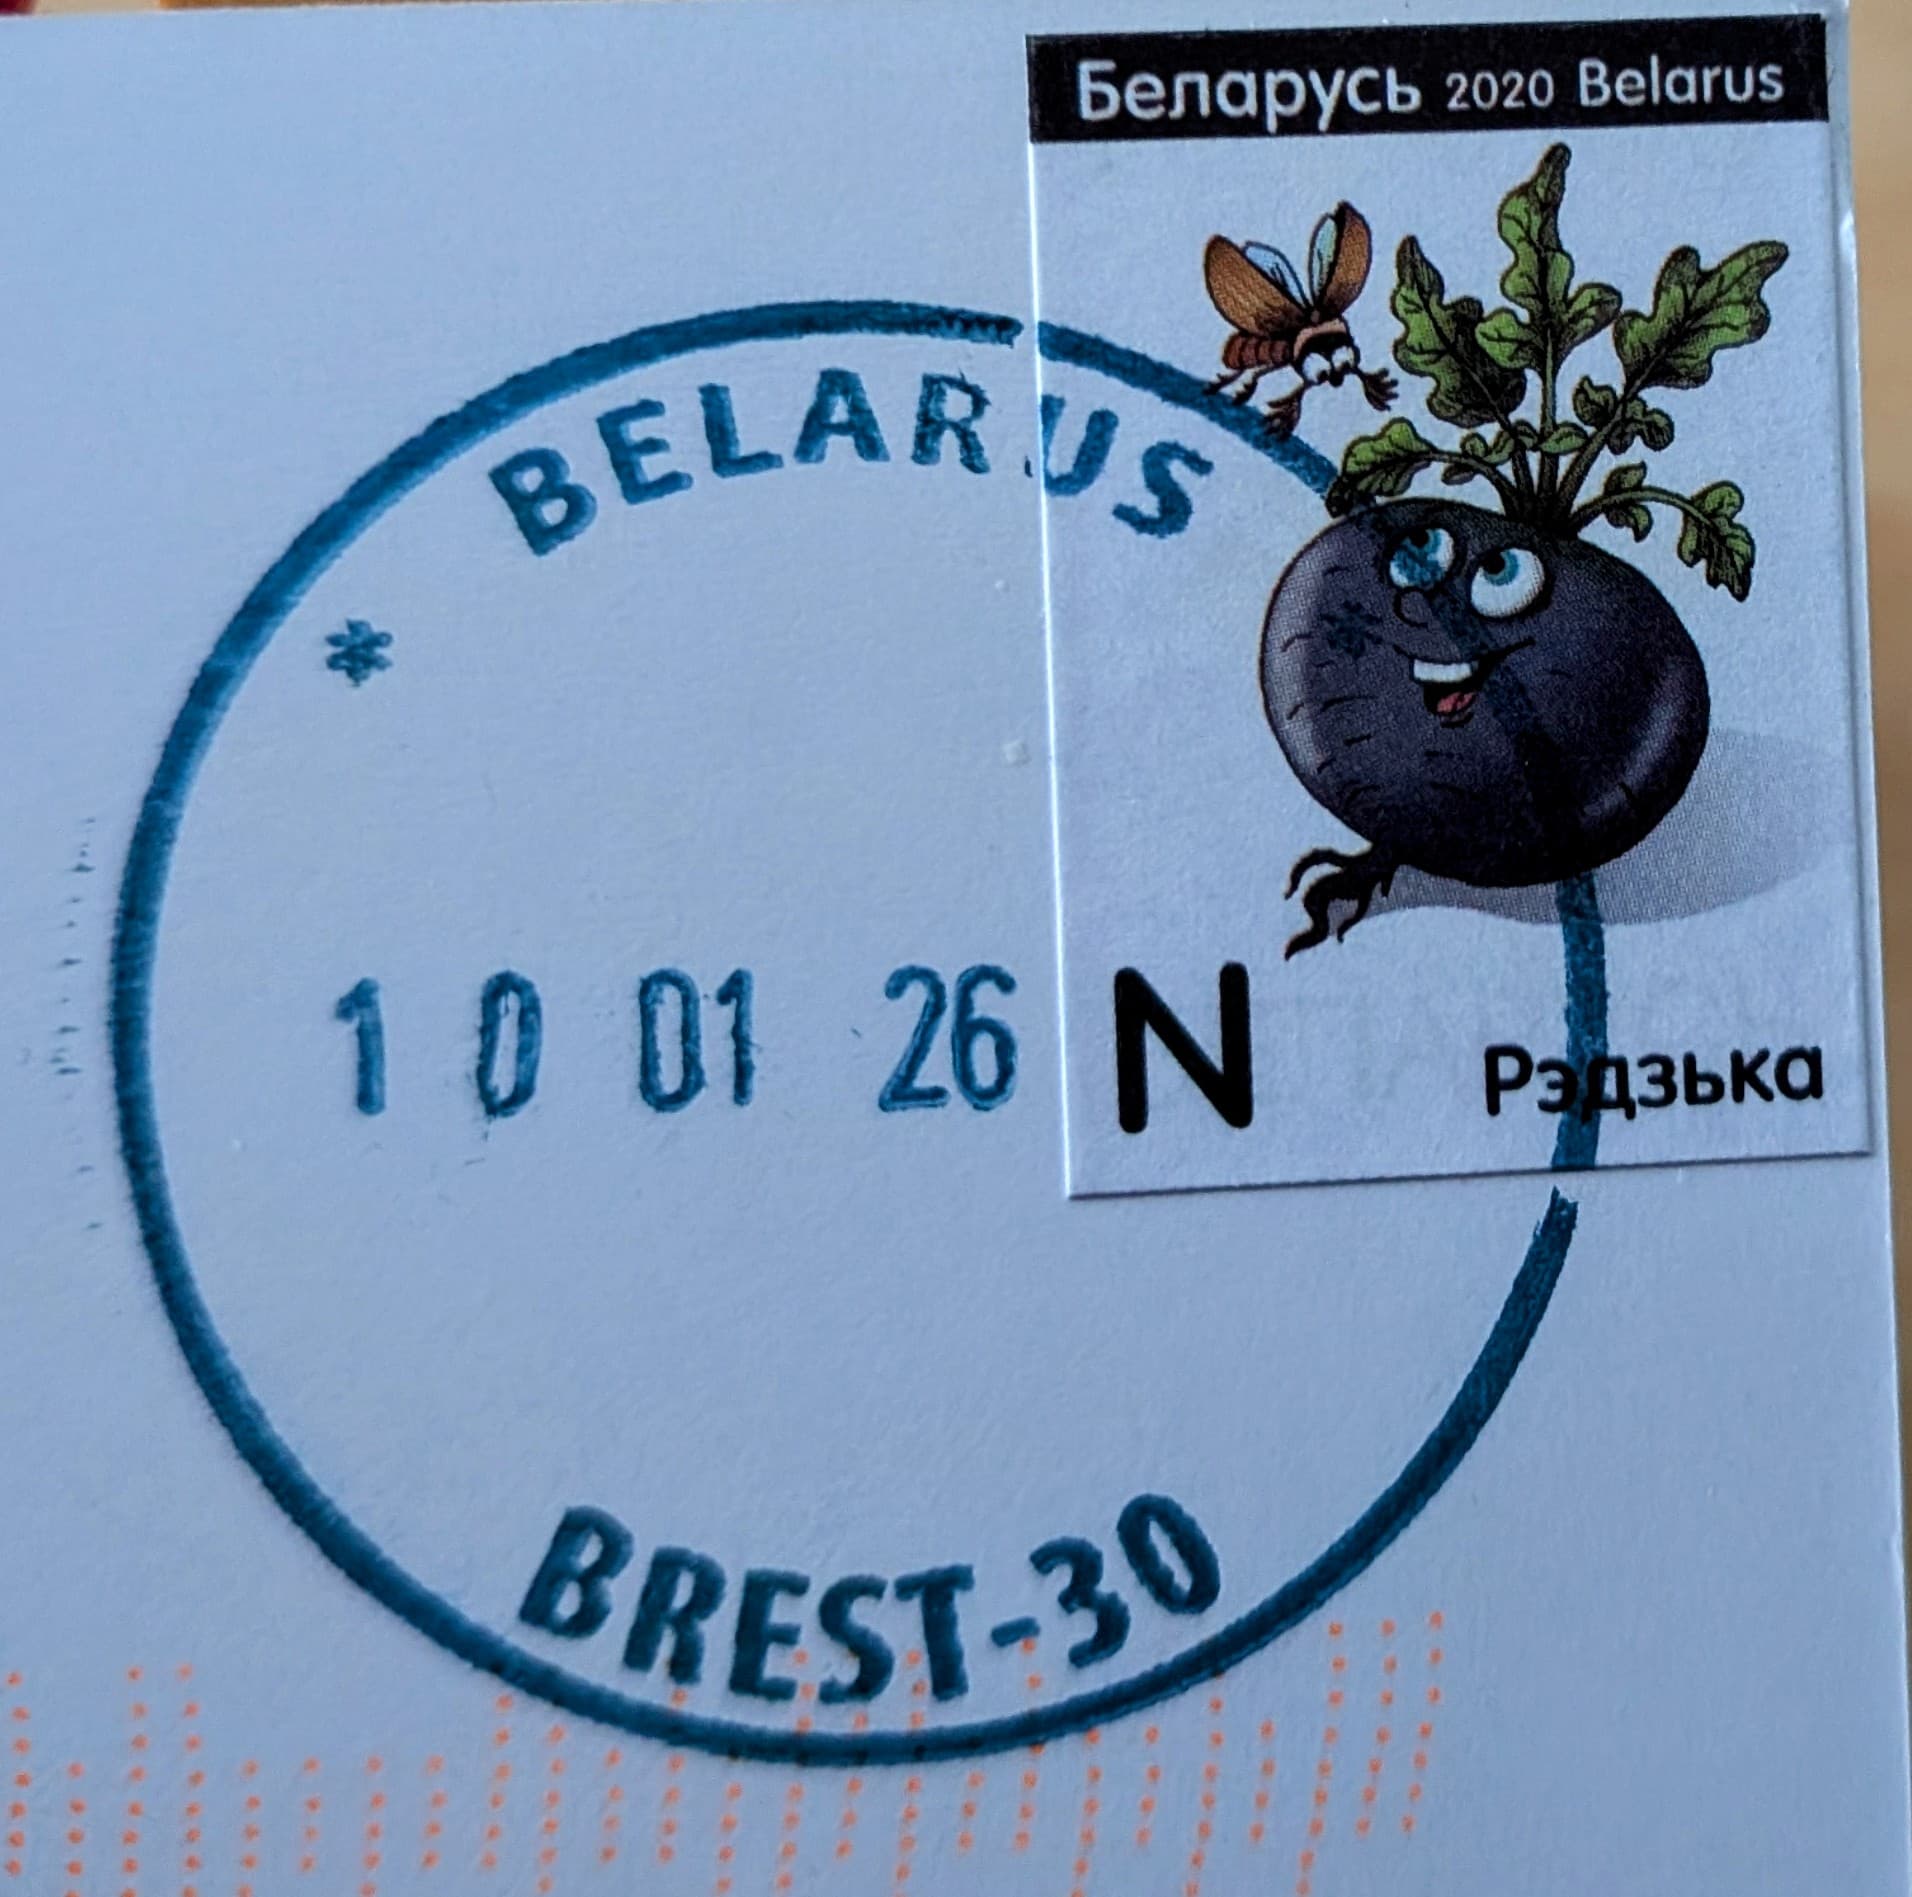 Беларусь 2020 Belarus
BELARUS
*
10 01 26
N
Рэдзька
BREST-30